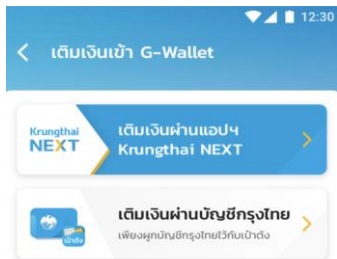 12:30
เติมเงินเข้า G-Wallet
Krungthai
NEXT
เติมเงินผ่านแอปฯ
Krungthai NEXT
เติมเงินผ่านบัญชีกรุงไทย
เพียงผูกบัญชีกรุงไทยไว้กับเป๋าตัง
เป๋าตัง